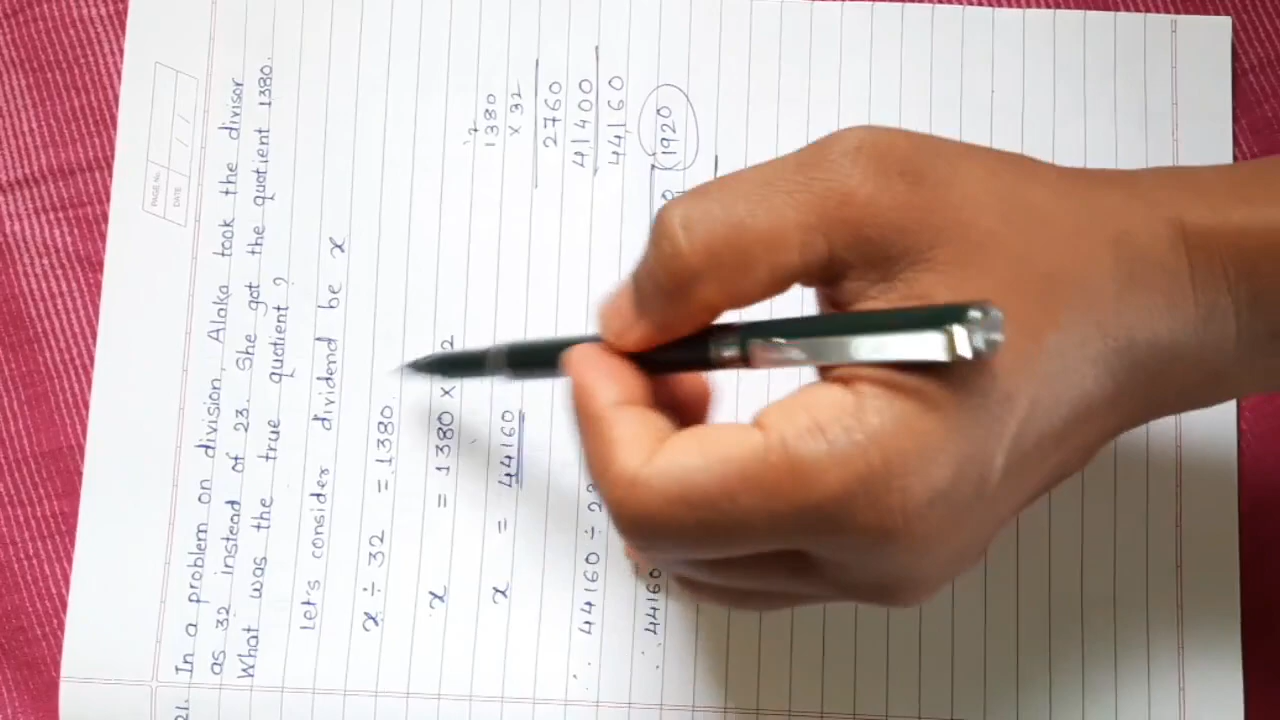 PAGE No.
DATE / /
21. In a problem on division, Alaka took the divisor
as 32 instead of 23. She got the quotient 1380.
What was the true quotient ?
Let's consider dividend be x
x ÷ 32 = 1380.
x = 1380 × 2
x = 44160
1380
× 32
2760
41400
44160
∴ 44160 ÷ 2
∴ 44160
1920